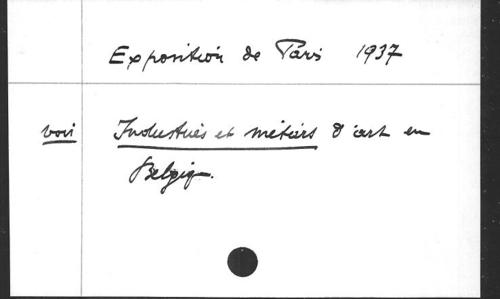 Exposition de Paris 1937
voir Industries et métiers d'art en
Belgique.